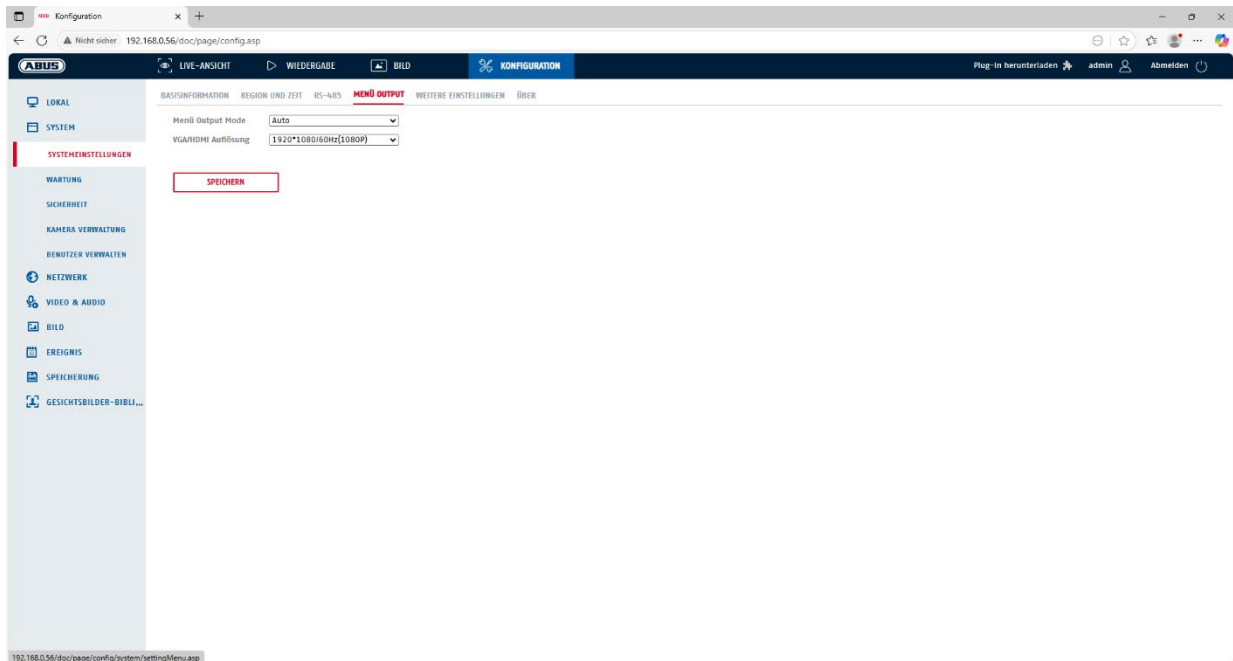 Konfiguration
Nicht sicher 192.168.0.56/doc/page/config.asp
ABUS LIVE-ANSICHT WIEDERGABE BILD KONFIGURATION Plug-In herunterladen admin Abmelden
BASISINFORMATION REGION UND ZEIT RS-485 MENÜ OUTPUT WEITERE EINSTELLUNGEN ÜBER
LOKAL
SYSTEM
SYSTEMEINSTELLUNGEN
WARTUNG
SICHERHEIT
KAMERA VERWALTUNG
BENUTZER VERWALTEN
NETZWERK
VIDEO & AUDIO
BILD
EREIGNIS
SPEICHERUNG
GESICHTSBILDER-BIBLI...
Menü Output Mode Auto
VGA/HDMI Auflösung 1920*1080/60Hz(1080P)
SPEICHERN
192.168.0.56/doc/page/config/system/settingMenu.asp